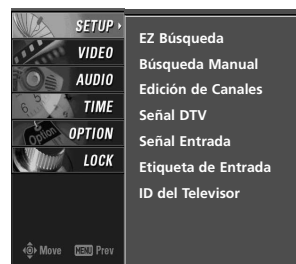 SETUP
VIDEO
AUDIO
TIME
OPTION
LOCK
Move MENU Prev
EZ Búsqueda
Búsqueda Manual
Edición de Canales
Señal DTV
Señal Entrada
Etiqueta de Entrada
ID del Televisor